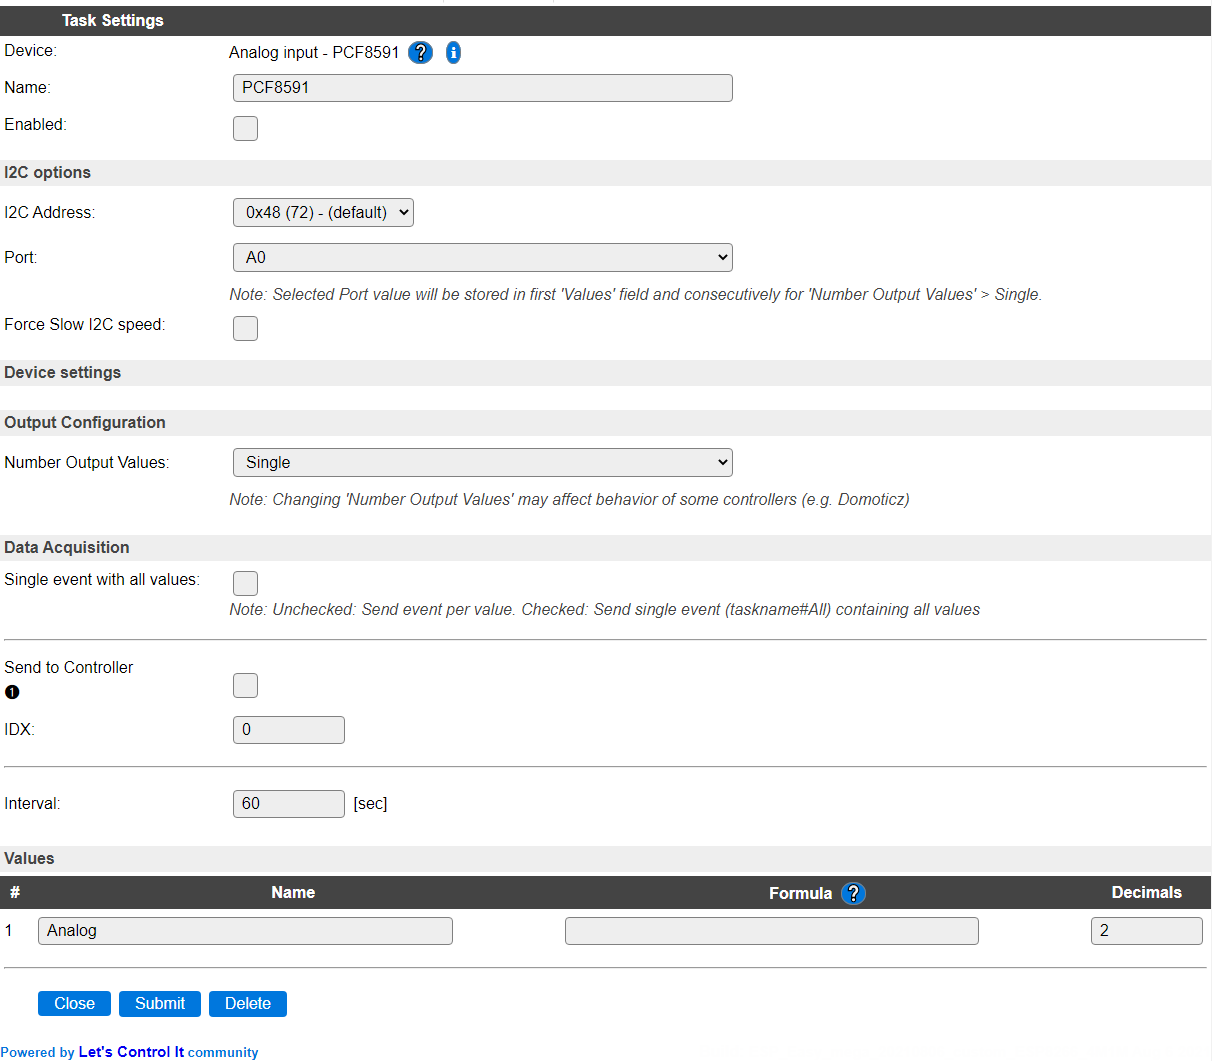 Task Settings
Device: Analog input - PCF8591 ? i
Name: PCF8591
Enabled:
I2C options
I2C Address: 0x48 (72) - (default)
Port: A0
Note: Selected Port value will be stored in first 'Values' field and consecutively for 'Number Output Values' > Single.
Force Slow I2C speed:
Device settings
Output Configuration
Number Output Values: Single
Note: Changing 'Number Output Values' may affect behavior of some controllers (e.g. Domoticz)
Data Acquisition
Single event with all values:
Note: Unchecked: Send event per value. Checked: Send single event (taskname#All) containing all values
Send to Controller
❶
IDX: 0
Interval: 60 [sec]
Values
# Name Formula ? Decimals
1 Analog 2
Close Submit Delete
Powered by Let's Control It community